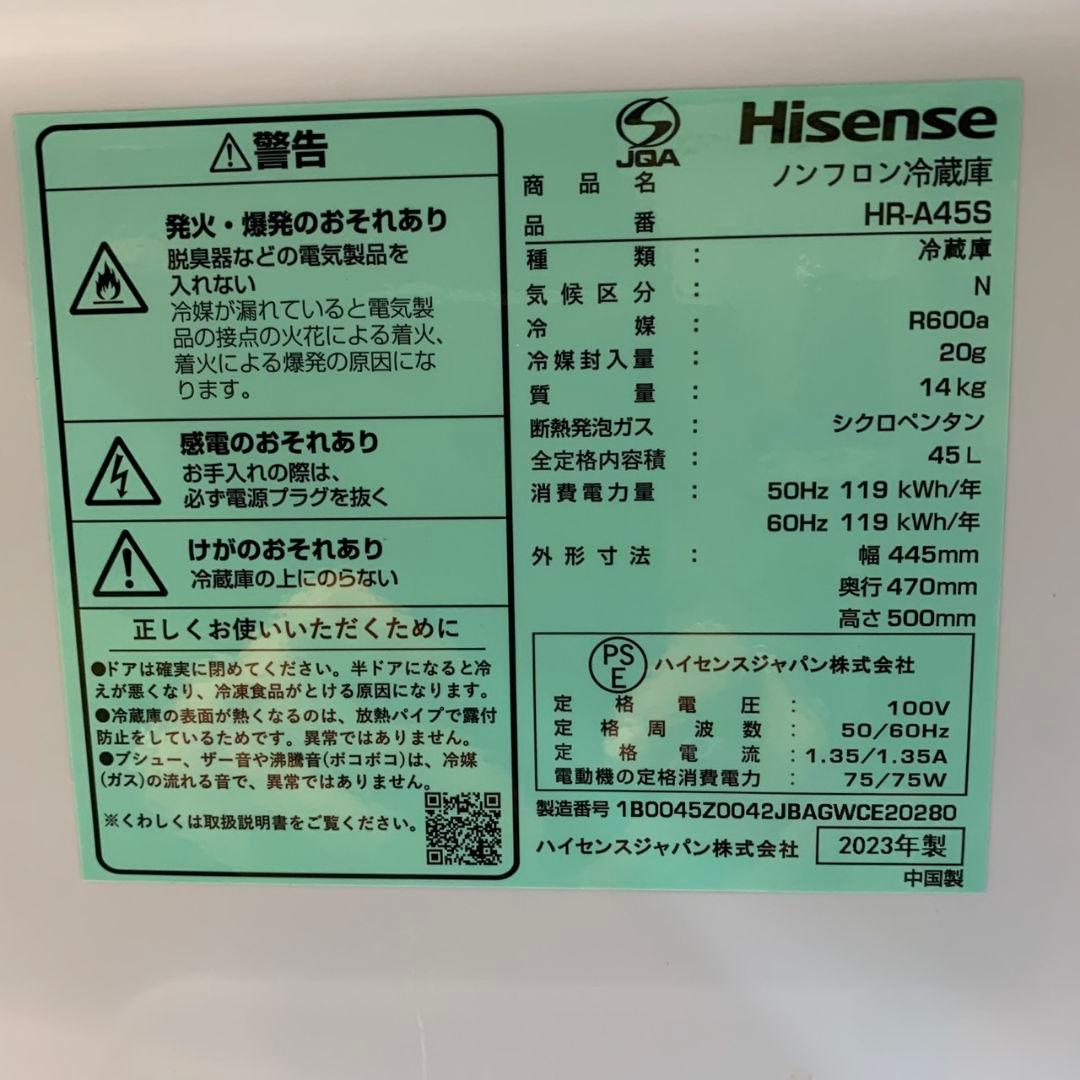 警告
発火・爆発のおそれあり
脱臭器などの電気製品を
入れない
冷媒が漏れていると電気製
品の接点の火花による着火、
着火による爆発の原因にな
ります。
感電のおそれあり
お手入れの際は、
必ず電源プラグを抜く
けがのおそれあり
冷蔵庫の上にのらない
正しくお使いいただくために
●ドアは確実に閉めてください。半ドアになると冷
えが悪くなり、冷凍食品がとける原因になります。
●冷蔵庫の表面が熱くなるのは、放熱パイプで露付
防止をしているためです。異常ではありません。
●プシュー、ザー音や沸騰音(ボコボコ)は、冷媒
(ガス)の流れる音で、異常ではありません。
※くわしくは取扱説明書をご覧ください。
JQA
Hisense
商品名 ノンフロン冷蔵庫
品番 HR-A45S
種類 : 冷蔵庫
気候区分 : N
冷媒 : R600a
冷媒封入量 : 20g
質量 : 14kg
断熱発泡ガス : シクロペンタン
全定格内容積 : 45L
消費電力量 : 50Hz 119 kWh/年
60Hz 119 kWh/年
外形寸法 : 幅 445mm
奥行 470mm
高さ 500mm
PS
E
ハイセンスジャパン株式会社
定格電圧 : 100V
定格周波数 : 50/60Hz
定格電流 : 1.35/1.35A
電動機の定格消費電力 : 75/75W
製造番号 1B0045Z0042JBAGWCE20280
ハイセンスジャパン株式会社 2023年製
中国製